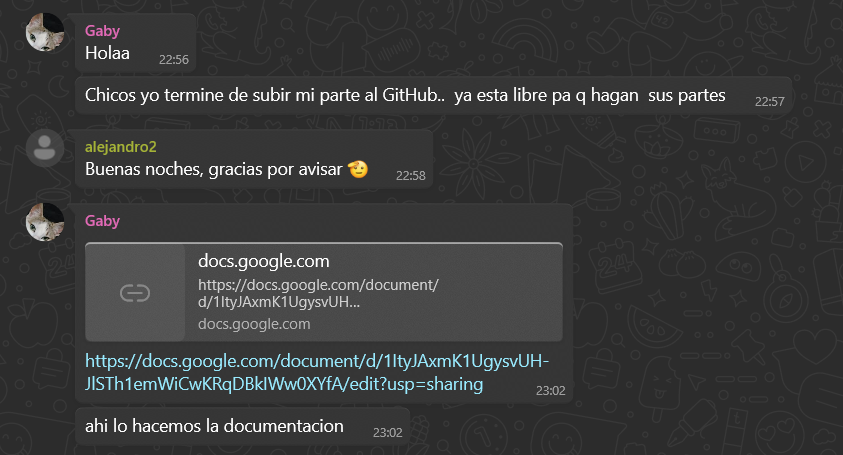 Gaby
Holaa
22:56
Chicos yo termine de subir mi parte al GitHub.. ya esta libre pa q hagan sus partes
22:57
alejandro2
Buenas noches, gracias por avisar 🫡
22:58
Gaby
docs.google.com
https://docs.google.com/document/
d/1ItyJAxmK1UgysvUH...
docs.google.com
https://docs.google.com/document/d/1ItyJAxmK1UgysvUH-
JlSTh1emWiCwKRqDBkIWw0XYfA/edit?usp=sharing
23:02
ahi lo hacemos la documentacion
23:02